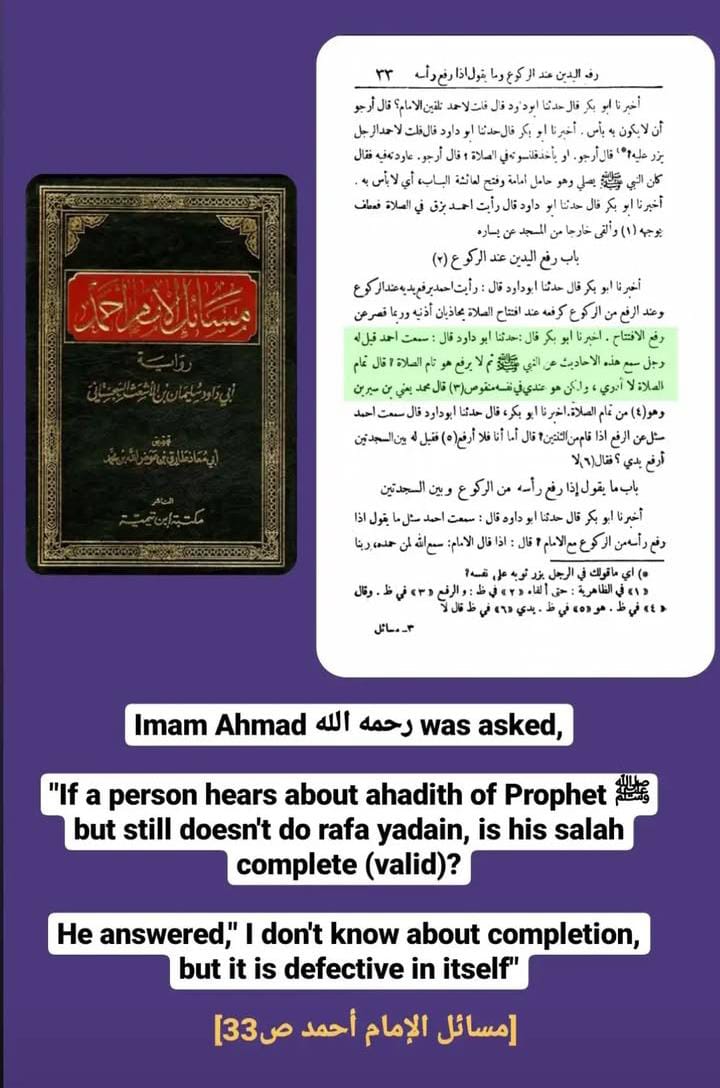 مسائل الإمام أحمد
رواية
أبي داود سليمان بن الأشعث السجستاني
تحقيق
أبي معاذ طارق بن عوض الله بن محمد
الناشر
مكتبة ابن تيمية
رفع اليدين عند الركوع وما يقول اذا رفع رأسه ٣٣
أخبرنا ابو بكر قال حدثنا ابو داود قال قلت لاحمد تلقين الامام؟ قال أرجو
أن لا يكون به بأس . أخبرنا ابو بكر قال حدثنا ابو داود قال قلت لاحمد الرجل
يزر عليه؟(*) قال أرجو. او يأخذ قلنسوته في الصلاة ؟ قال أرجو. عاودته فيه فقال
كان النبي ﷺ يصلي وهو حامل امامة وفتح لعائشة الباب، أي لا بأس به .
أخبرنا ابو بكر قال حدثنا ابو داود قال رأيت احمد بزق في الصلاة فعطف
بوجهه (١) وألقى خارجا من المسجد عن يساره
باب رفع اليدين عند الركوع (٢)
أخبرنا ابو بكر قال حدثنا ابوداود قال : رأيت احمد يرفع يديه عند الركوع
وعند الرفع من الركوع كرفعه عند افتتاح الصلاة يحاذيان أذنيه وربما قصر عن
رفع الافتتاح . اخبرنا ابو بكر قال :حدثنا ابو داود قال : سمعت احمد قيل له
رجل سمع هذه الاحاديث عن النبي ﷺ ثم لا يرفع هو تام الصلاة ؟ قال تمام
الصلاة لا أدري ، ولكن هو عندي في نفسه منقوص(٣) قال محمد يعني بن سيرين
وهو(٤) من تمام الصلاة.اخبرنا ابو بكر، قال حدثنا ابوداود قال سمعت احمد
سئل عن الرفع اذا قام من الثنتين؟ قال أما أنا فلا أرفع(٥) فقيل له بين السجدتين
أرفع يدي ؟ فقال(٦)لا
باب ما يقول إذا رفع رأسه من الركوع وبين السجدتين
أخبرنا ابو بكر قال حدثنا ابو داود قال : سمعت احمد سئل ما يقول اذا
رفع رأسه من الركوع مع الامام ؟ قال : اذا قال الامام: سمع الله لمن حمده، ربنا
*) اي ما قولك في الرجل يزر ثوبه على نفسه؟
«١» في الظاهرية : حتى ألقاه «٢» في ظ : و الرفع «٣» في ظ . وقال
«٤» في ظ . هو «٥» في ظ . يدي «٦» في ظ قال لا
٣ـ مسائل
Imam Ahmad رحمه الله was asked,
"If a person hears about ahadith of Prophet ﷺ
but still doesn't do rafa yadain, is his salah
complete (valid)?
He answered," I don't know about completion,
but it is defective in itself"
[مسائل الإمام أحمد ص33]